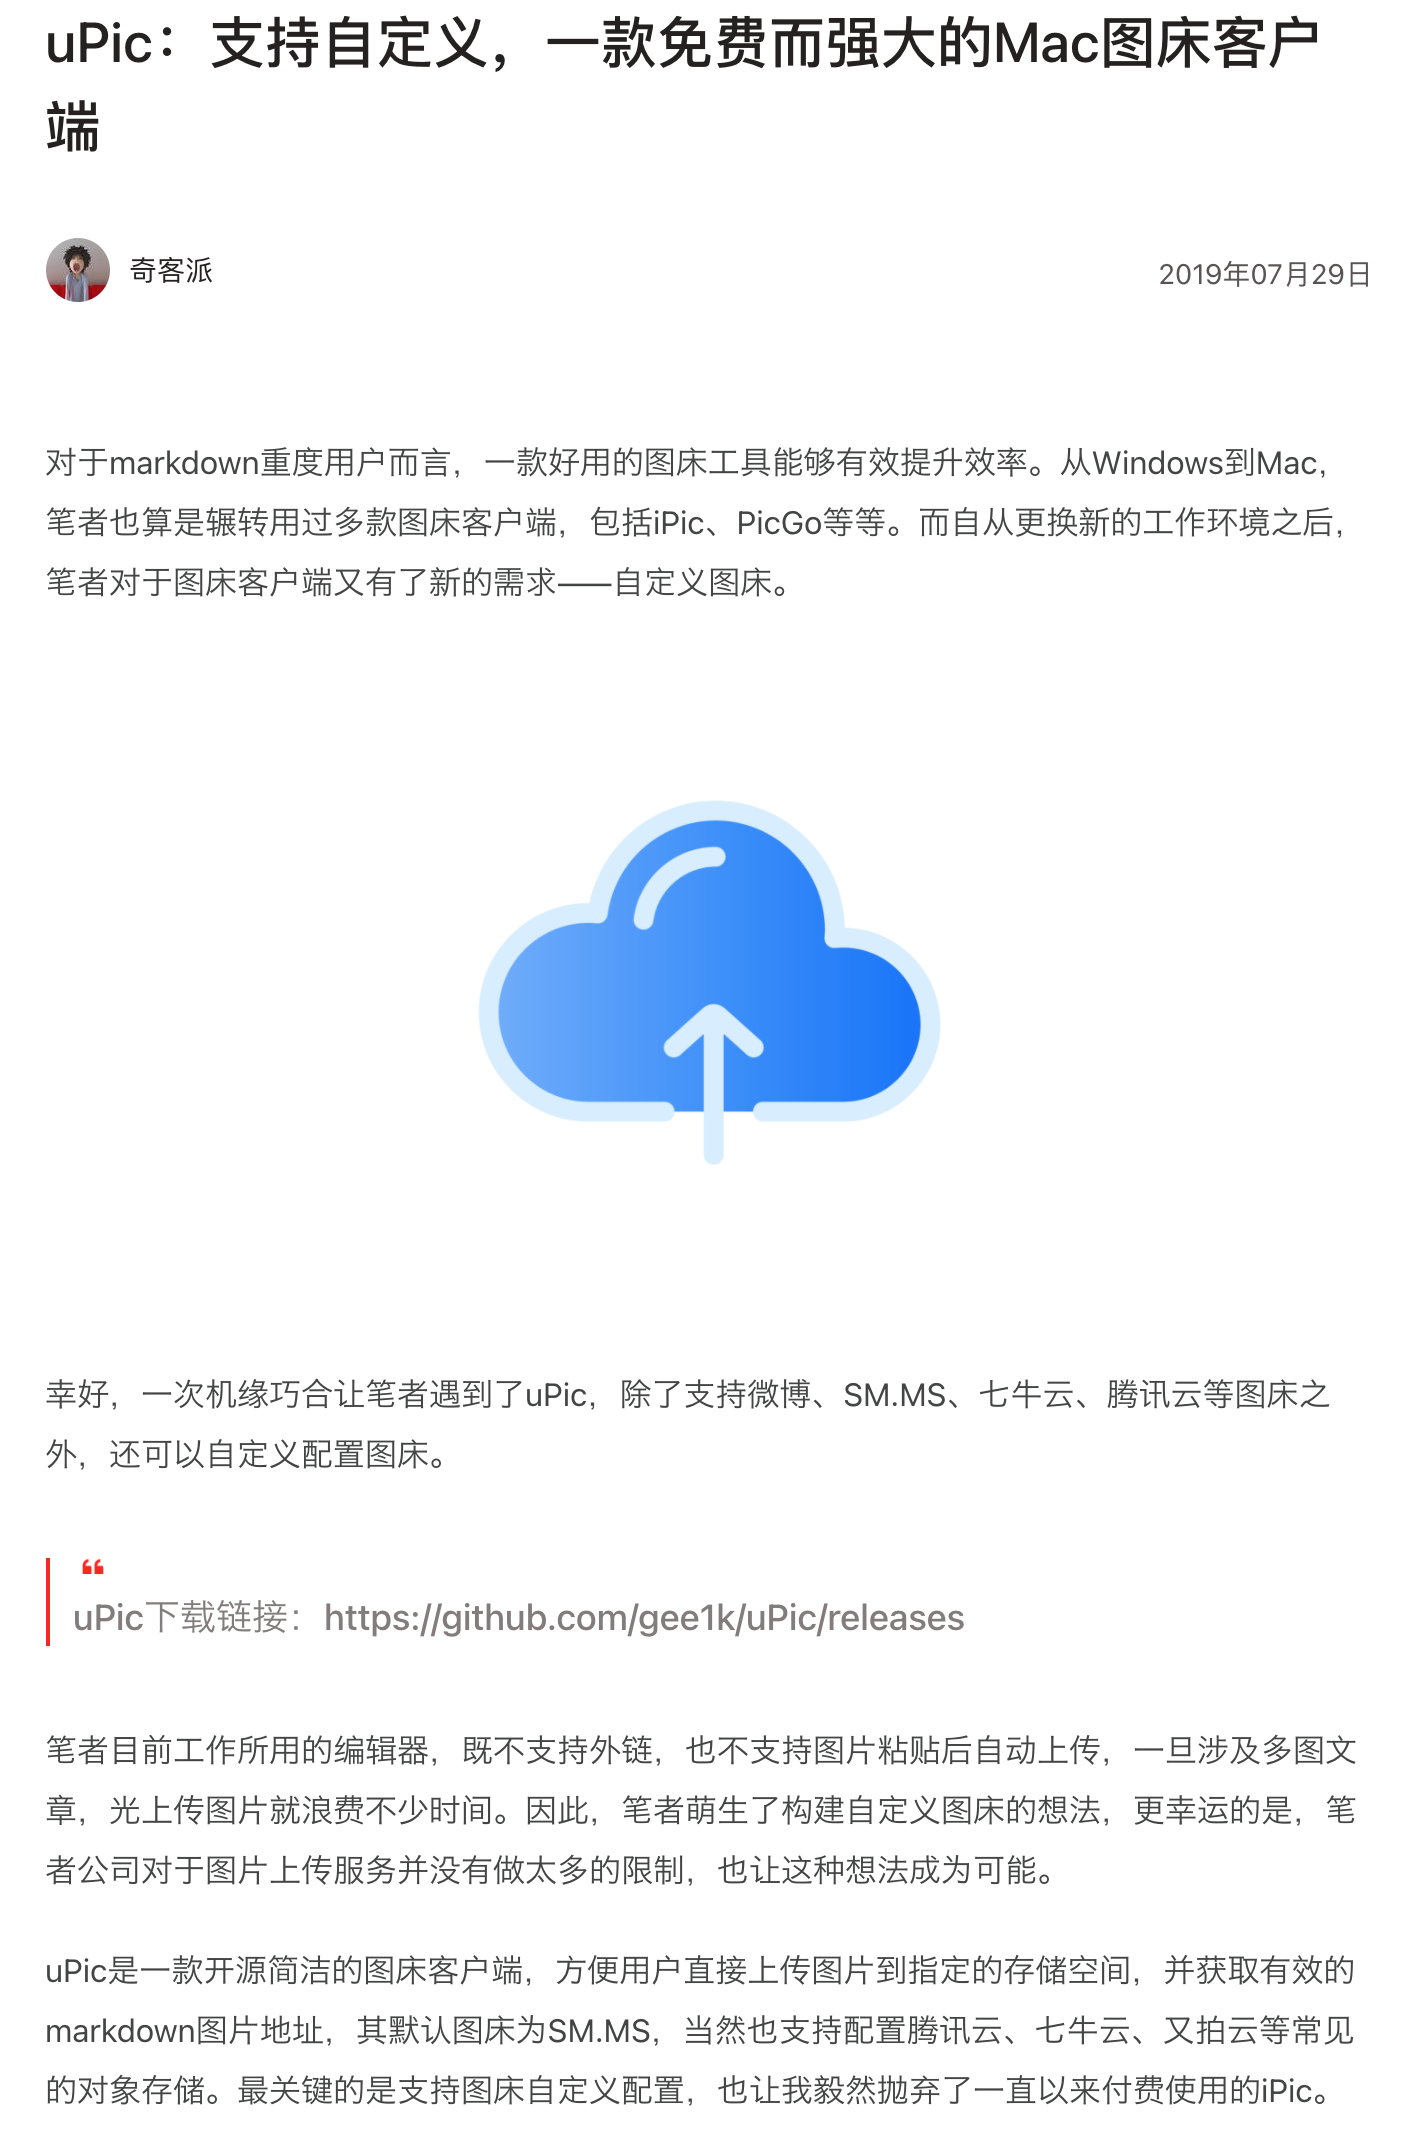 uPic：支持自定义，一款免费而强大的Mac图床客户
端
奇客派
2019年07月29日
对于markdown重度用户而言，一款好用的图床工具能够有效提升效率。从Windows到Mac，
笔者也算是辗转用过多款图床客户端，包括iPic、PicGo等等。而自从更换新的工作环境之后，
笔者对于图床客户端又有了新的需求——自定义图床。
幸好，一次机缘巧合让笔者遇到了uPic，除了支持微博、SM.MS、七牛云、腾讯云等图床之
外，还可以自定义配置图床。
“
uPic下载链接：https://github.com/gee1k/uPic/releases
笔者目前工作所用的编辑器，既不支持外链，也不支持图片粘贴后自动上传，一旦涉及多图文
章，光上传图片就浪费不少时间。因此，笔者萌生了构建自定义图床的想法，更幸运的是，笔
者公司对于图片上传服务并没有做太多的限制，也让这种想法成为可能。
uPic是一款开源简洁的图床客户端，方便用户直接上传图片到指定的存储空间，并获取有效的
markdown图片地址，其默认图床为SM.MS，当然也支持配置腾讯云、七牛云、又拍云等常见
的对象存储。最关键的是支持图床自定义配置，也让我毅然抛弃了一直以来付费使用的iPic。